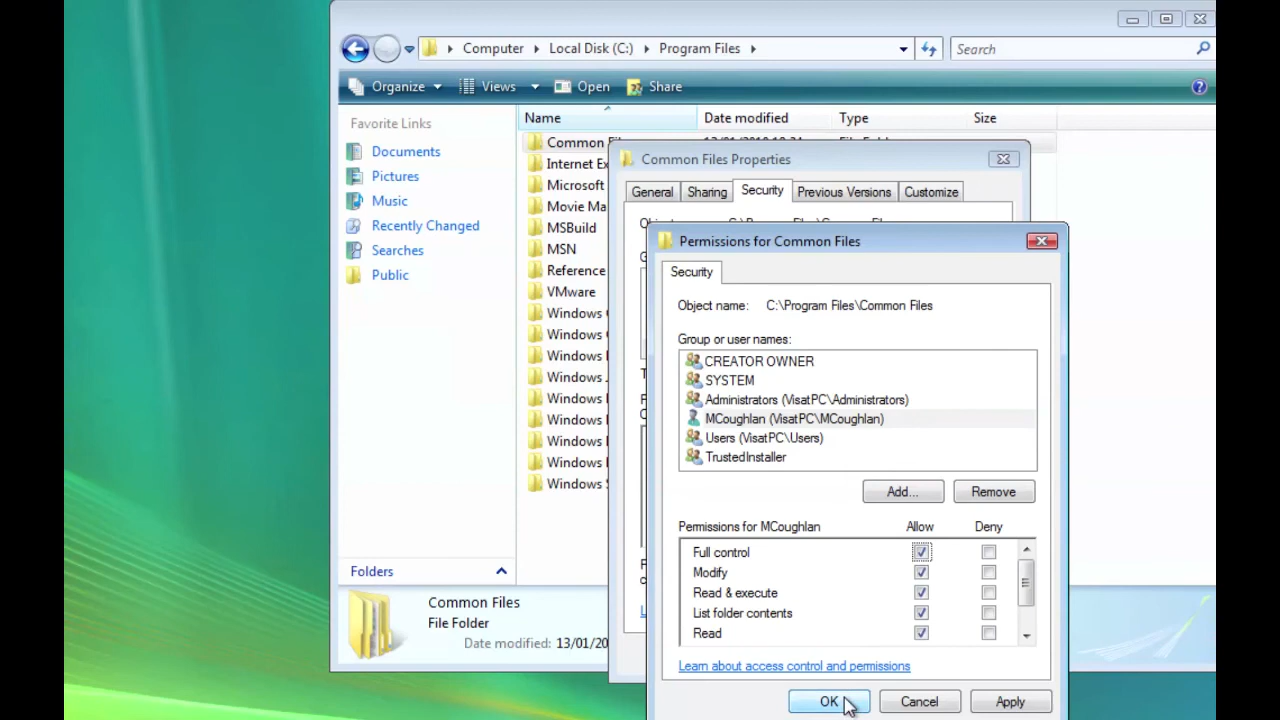 Computer Local Disk (C:) Program Files
Search
Organize Views Open Share
Favorite Links
Documents
Pictures
Music
Recently Changed
Searches
Public
Folders
Name Date modified Type Size
Common
Internet
Microsoft
Movie
MSBuild
MSN
Reference
VMware
Windows
Windows
Windows
Windows
Windows
Windows
Windows
Windows
Windows
Common Files
File Folder
Date modified: 13/01/20
Common Files Properties
General Sharing Security Previous Versions Customize
Permissions for Common Files
Security
Object name: C:\Program Files\Common Files
Group or user names:
CREATOR OWNER
SYSTEM
Administrators (VisatPC\Administrators)
MCoughlan (VisatPC\MCoughlan)
Users (VisatPC\Users)
TrustedInstaller
Add... Remove
Permissions for MCoughlan Allow Deny
Full control
Modify
Read & execute
List folder contents
Read
Learn about access control and permissions
OK Cancel Apply